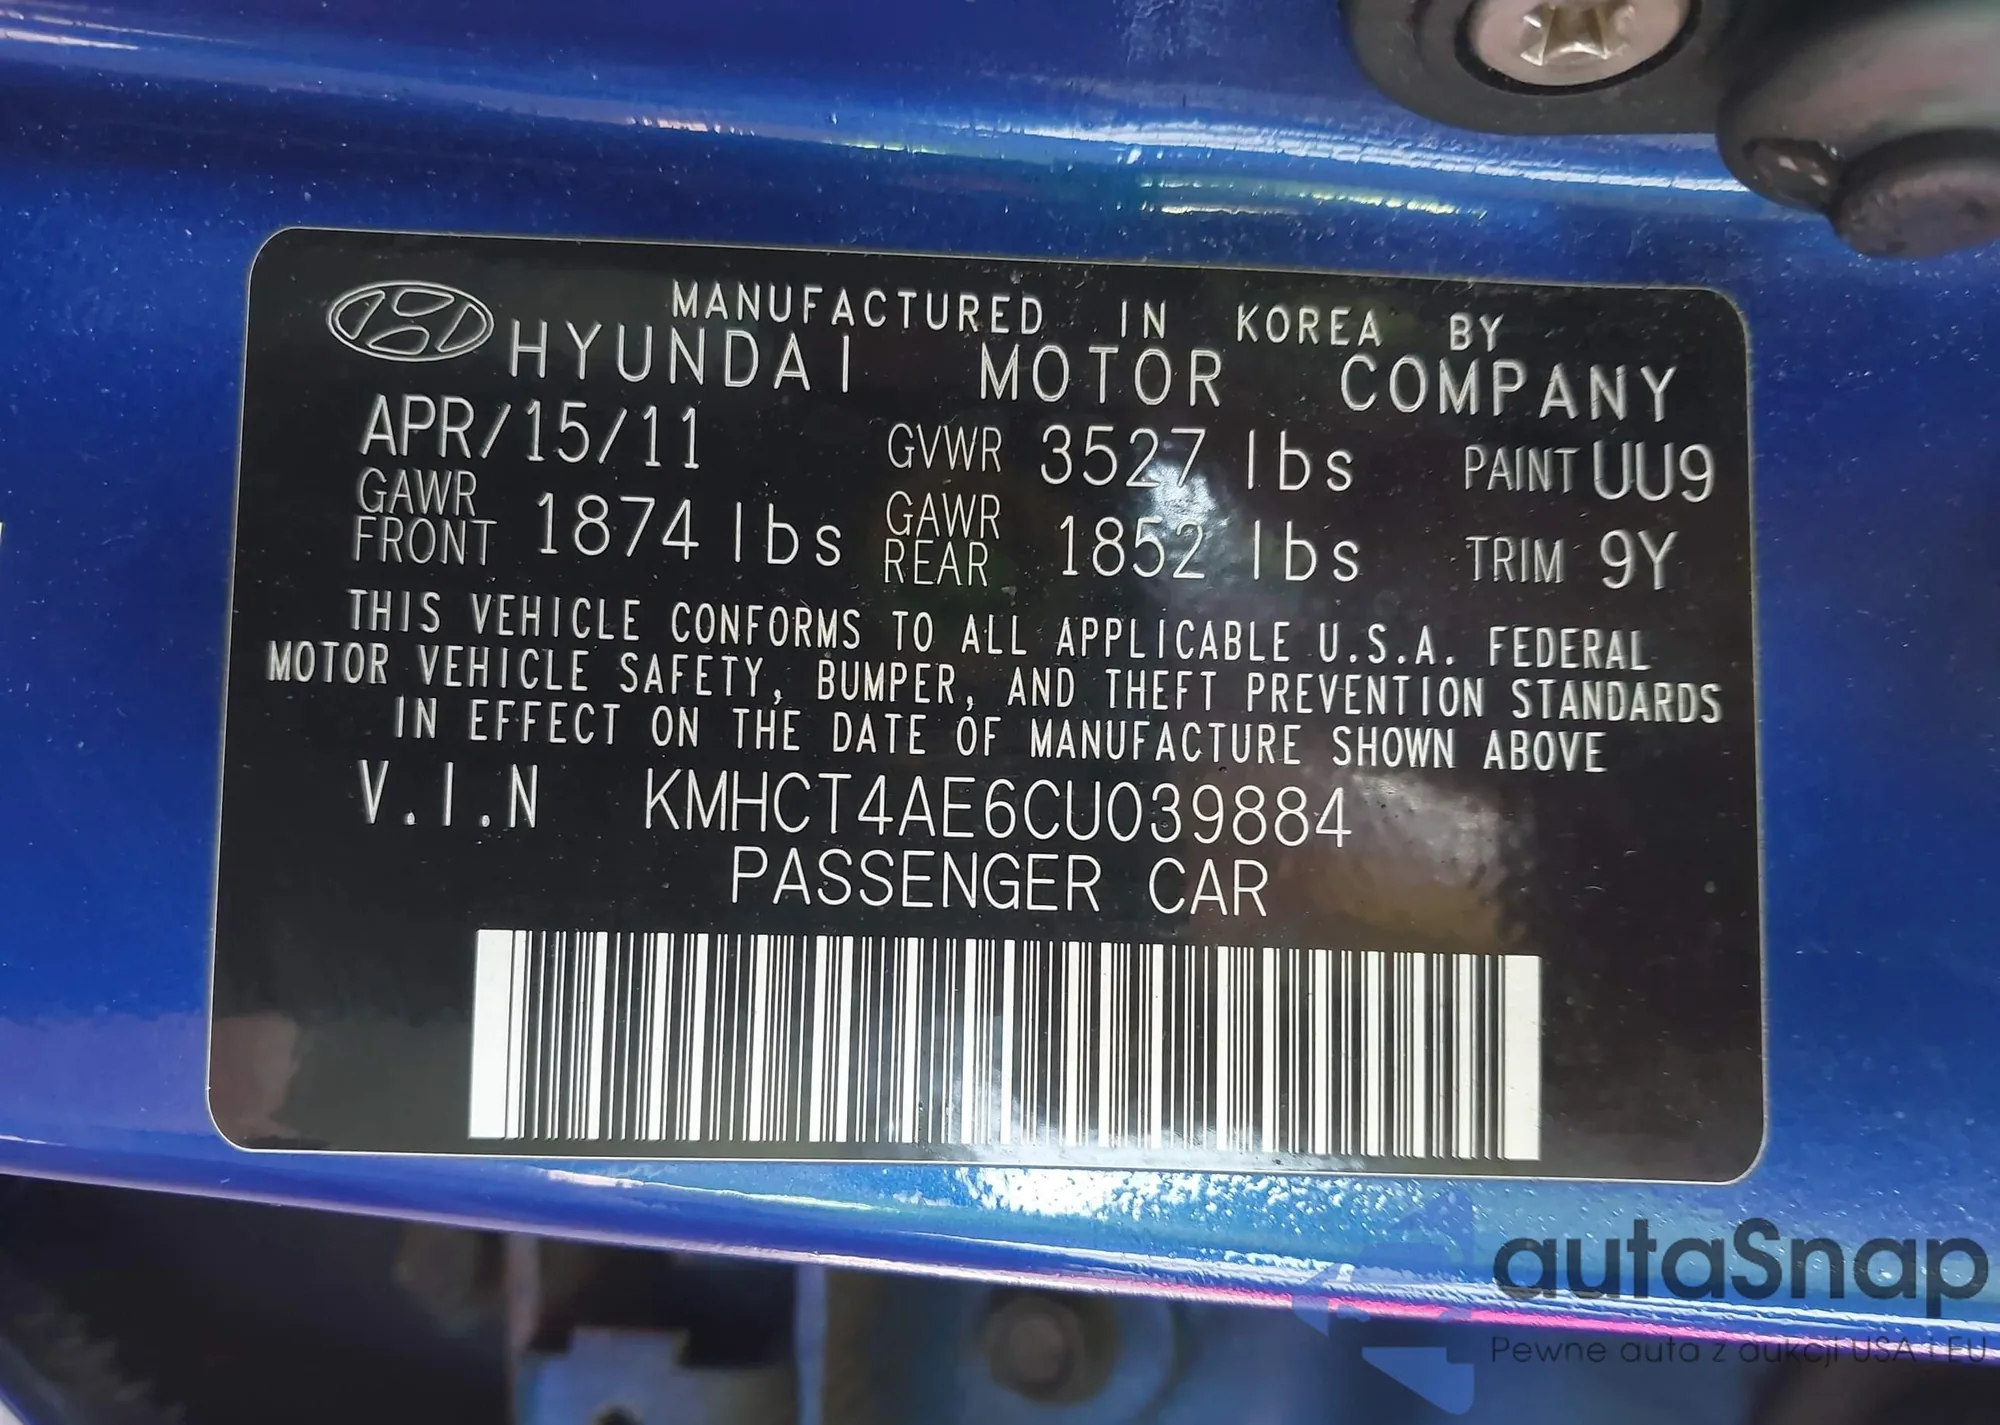 MANUFACTURED IN KOREA BY
HYUNDAI MOTOR COMPANY
APR/15/11 GVWR 3527 lbs PAINT UU9
GAWR FRONT 1874 lbs GAWR REAR 1852 lbs TRIM 9Y
THIS VEHICLE CONFORMS TO ALL APPLICABLE U.S.A. FEDERAL
MOTOR VEHICLE SAFETY, BUMPER, AND THEFT PREVENTION STANDARDS
IN EFFECT ON THE DATE OF MANUFACTURE SHOWN ABOVE
V.I.N KMHCT4AE6CU039884
PASSENGER CAR
autaSnap
Pewne auta z aukcji USA i EU